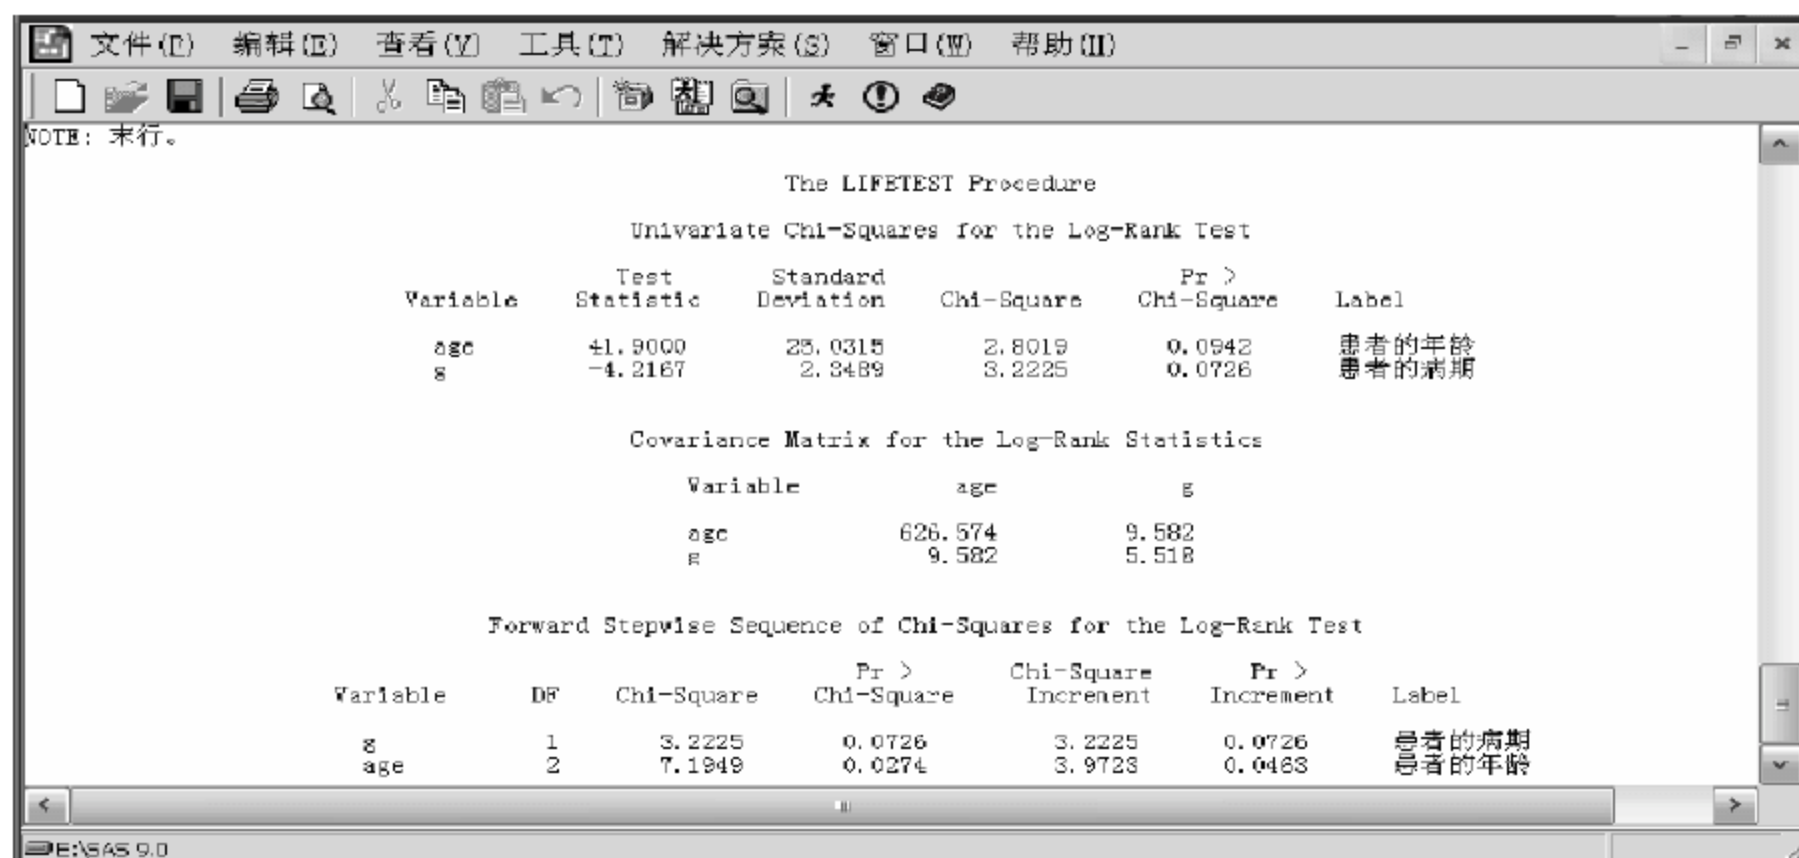 文件(F) 编辑(E) 查看(V) 工具(T) 解决方案(S) 窗口(W) 帮助(H)
NOTE: 末行。
The LIFETEST Procedure
Univariate Chi-Squares for the Log-Rank Test
Test Standard Pr >
Variable Statistic Deviation Chi-Square Chi-Square Label
age 41.9000 25.0315 2.8019 0.0942 患者的年龄
g -4.2167 2.3489 3.2225 0.0726 患者的病期
Covariance Matrix for the Log-Rank Statistics
Variable age g
age 626.574 9.582
g 9.582 5.518
Forward Stepwise Sequence of Chi-Squares for the Log-Rank Test
Pr > Chi-Square Pr >
Variable DF Chi-Square Chi-Square Increment Increment Label
g 1 3.2225 0.0726 3.2225 0.0726 患者的病期
age 2 7.1949 0.0274 3.9723 0.0463 患者的年龄
E:\SAS 9.0